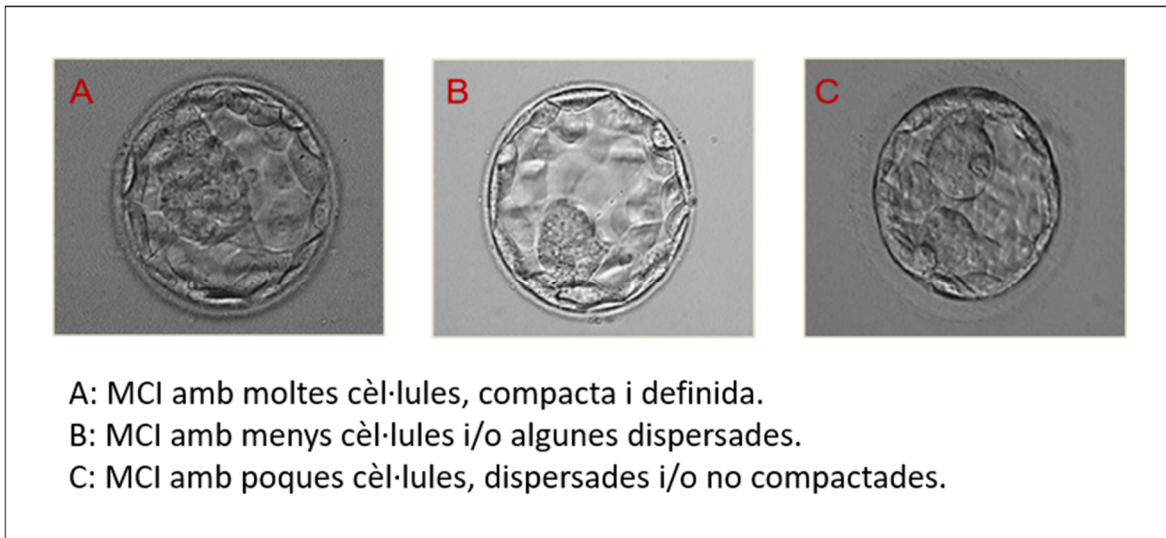 A
B
C
A: MCI amb moltes cèl·lules, compacta i definida.
B: MCI amb menys cèl·lules i/o algunes dispersades.
C: MCI amb poques cèl·lules, dispersades i/o no compactades.